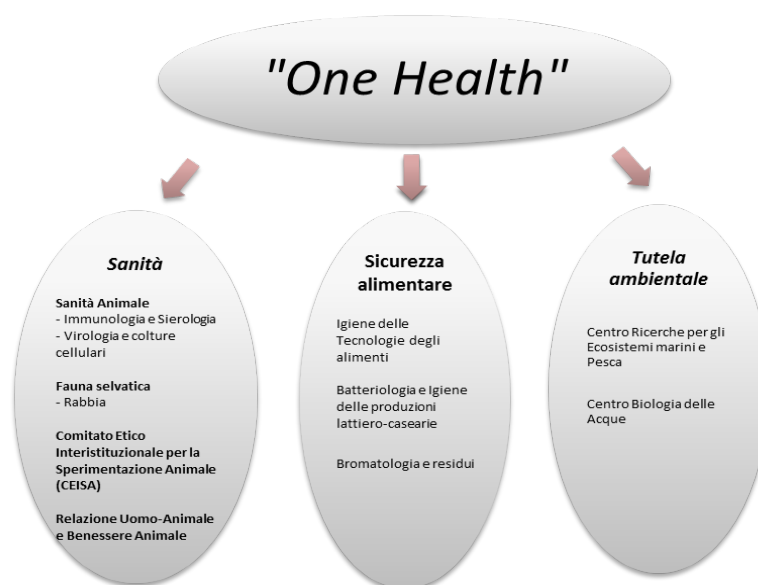 "One Health"
Sanità
Sanità Animale
- Immunologia e Sierologia
- Virologia e colture
cellulari
Fauna selvatica
- Rabbia
Comitato Etico
Interistituzionale per la
Sperimentazione Animale
(CEISA)
Relazione Uomo-Animale
e Benessere Animale
Sicurezza
alimentare
Igiene delle
Tecnologie degli
alimenti
Batteriologia e Igiene
delle produzioni
lattiero-casearie
Bromatologia e residui
Tutela
ambientale
Centro Ricerche per gli
Ecosistemi marini e
Pesca
Centro Biologia delle
Acque